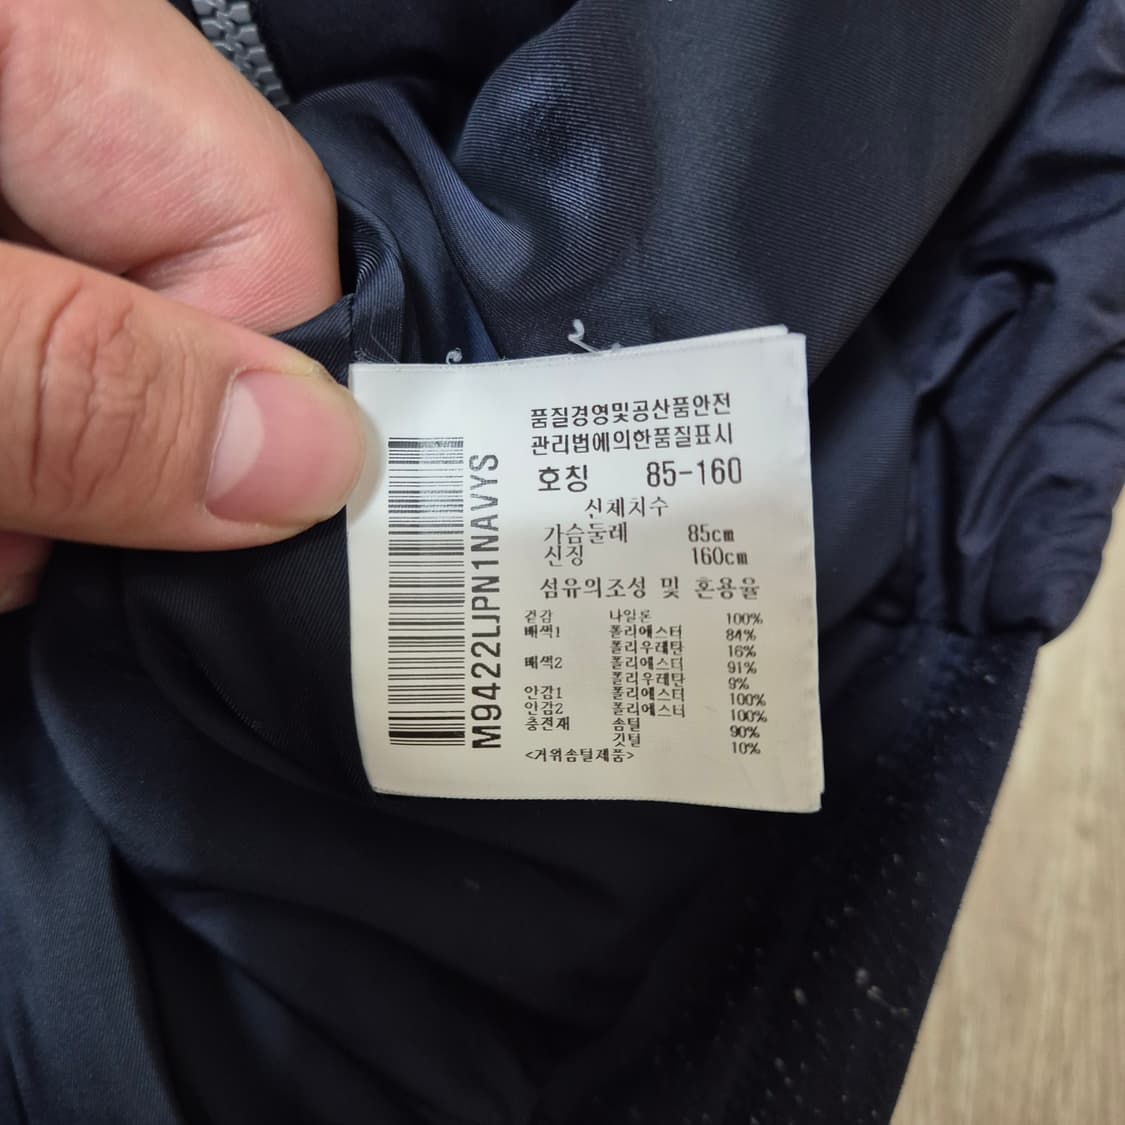 M9422LJPN1NAVYS
품질경영및공산품안전
관리법에의한품질표시
호칭 85-160
신체치수
가슴둘레 85cm
신장 160cm
섬유의조성 및 혼용율
겉감 나일론 100%
배색1 폴리에스터 84%
폴리우레탄 16%
배색2 폴리에스터 91%
폴리우레탄 9%
안감1 폴리에스터 100%
안감2 폴리에스터 100%
충전재 솜털 90%
깃털 10%
<거위솜털제품>